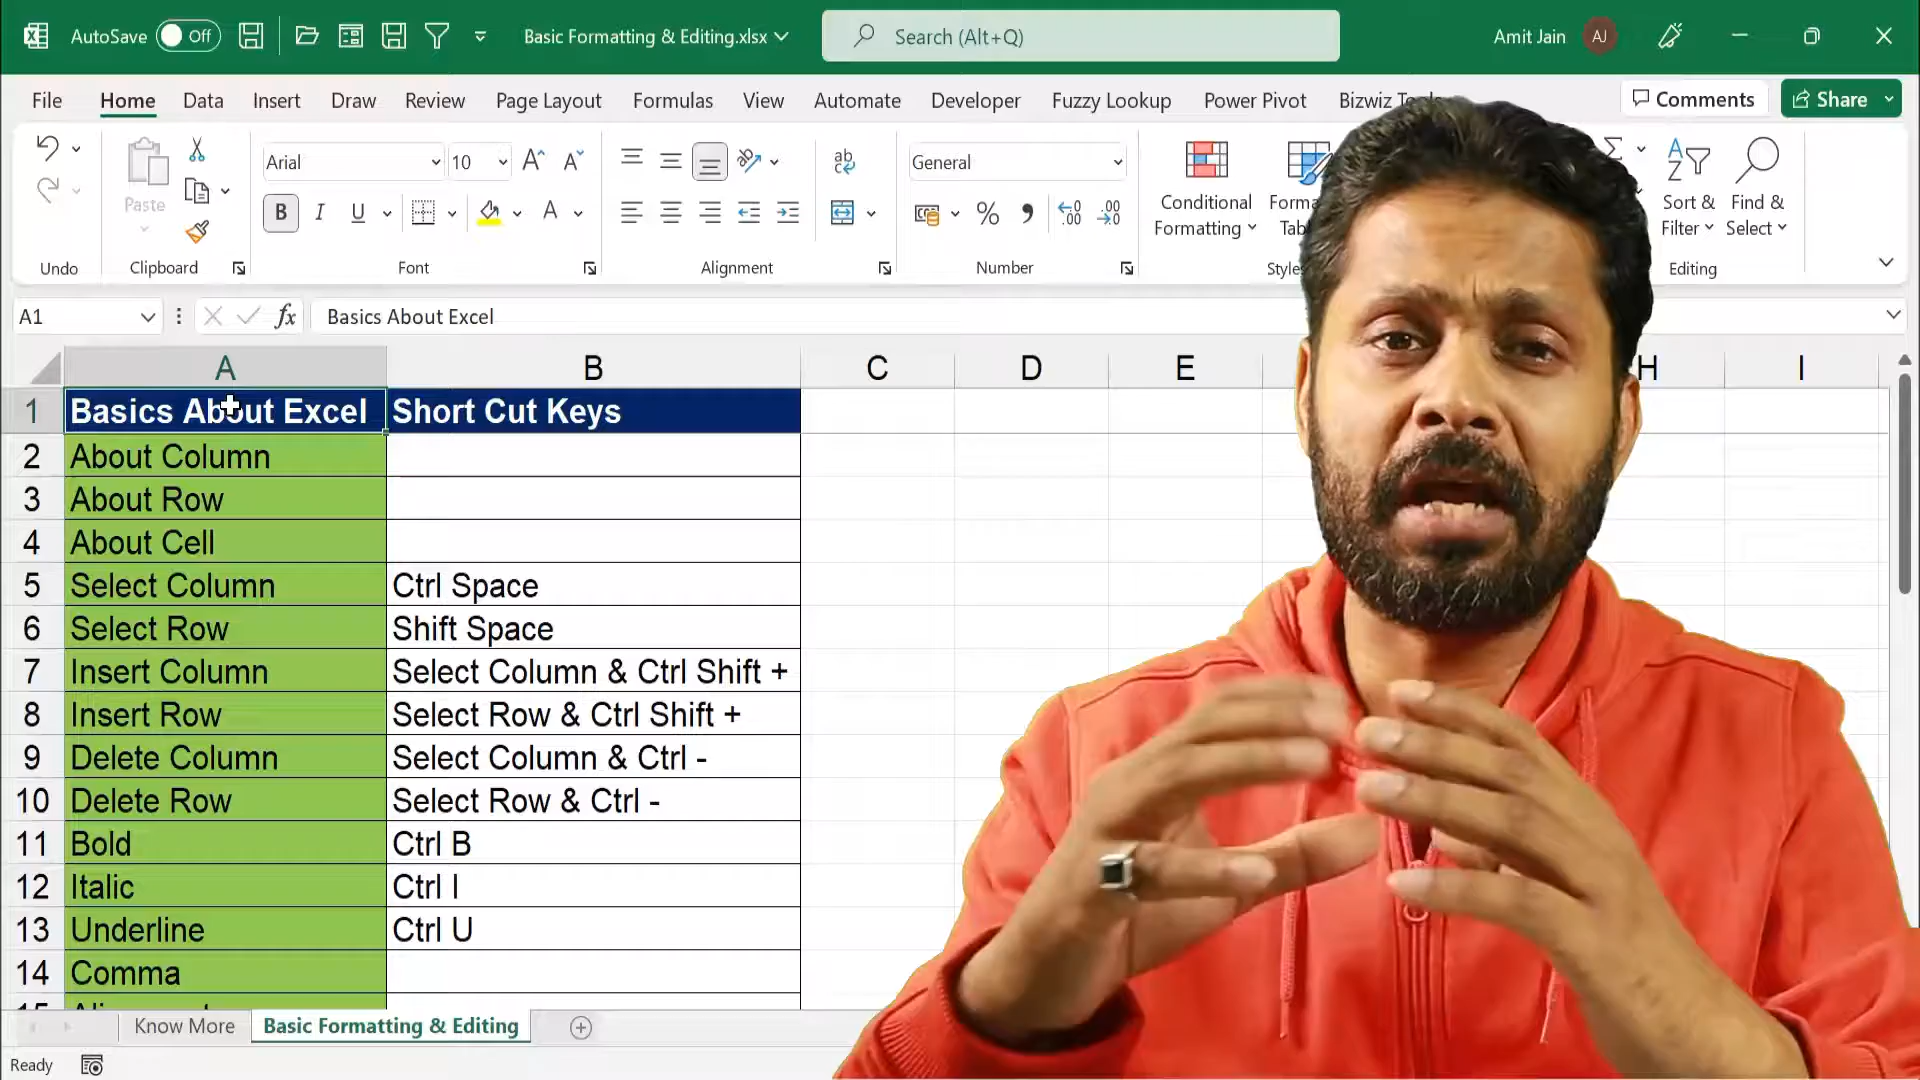 AutoSave Off Basic Formatting & Editing.xlsx Search (Alt+Q) Amit Jain AJ
File Home Data Insert Draw Review Page Layout Formulas View Automate Developer Fuzzy Lookup Power Pivot Bizwiz Comments Share
Paste Arial 10 General
B I U
Conditional Formatting
Sort & Filter
Find & Select
Undo Clipboard Font Alignment Number Editing
A1 fx Basics About Excel
A B C D E H I
1 Basics About Excel Short Cut Keys
2 About Column
3 About Row
4 About Cell
5 Select Column Ctrl Space
6 Select Row Shift Space
7 Insert Column Select Column & Ctrl Shift +
8 Insert Row Select Row & Ctrl Shift +
9 Delete Column Select Column & Ctrl -
10 Delete Row Select Row & Ctrl -
11 Bold Ctrl B
12 Italic Ctrl I
13 Underline Ctrl U
14 Comma
Know More Basic Formatting & Editing
Ready